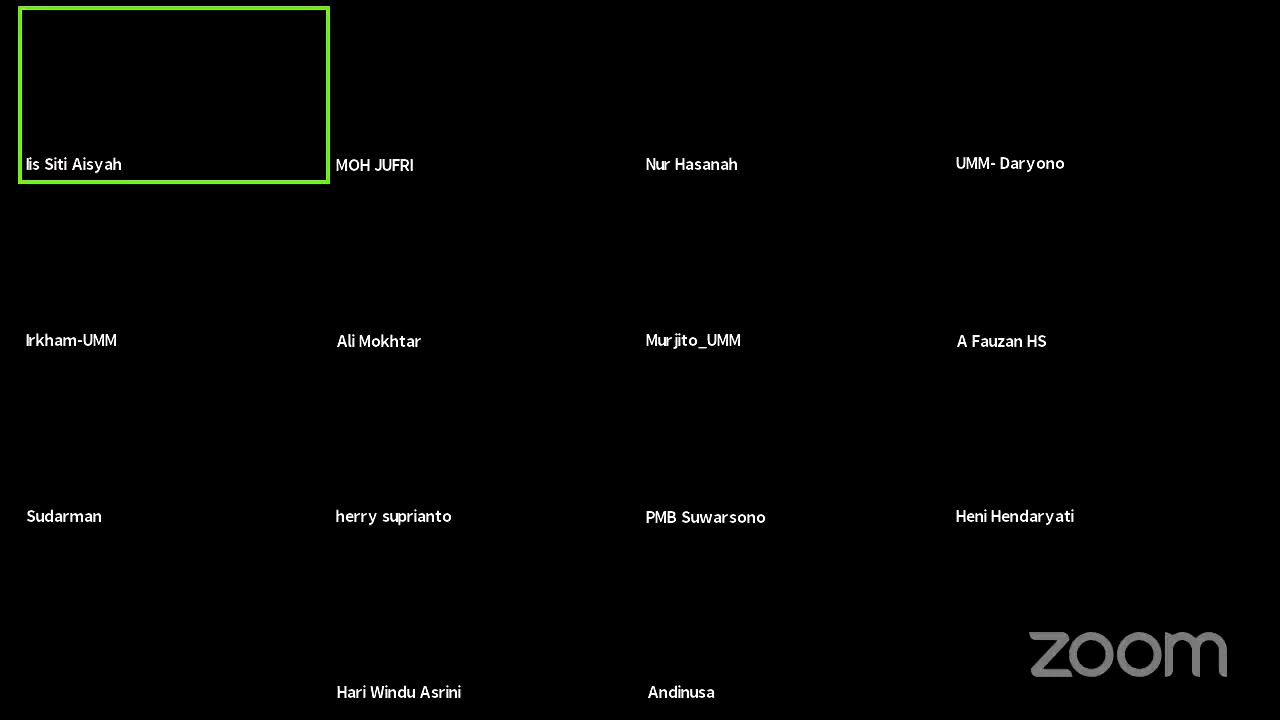 Iis Siti Aisyah
MOH JUFRI
Nur Hasanah
UMM- Daryono
Irkham-UMM
Ali Mokhtar
Murjito_UMM
A Fauzan HS
Sudarman
herry suprianto
PMB Suwarsono
Heni Hendaryati
zoom
Hari Windu Asrini
Andinusa